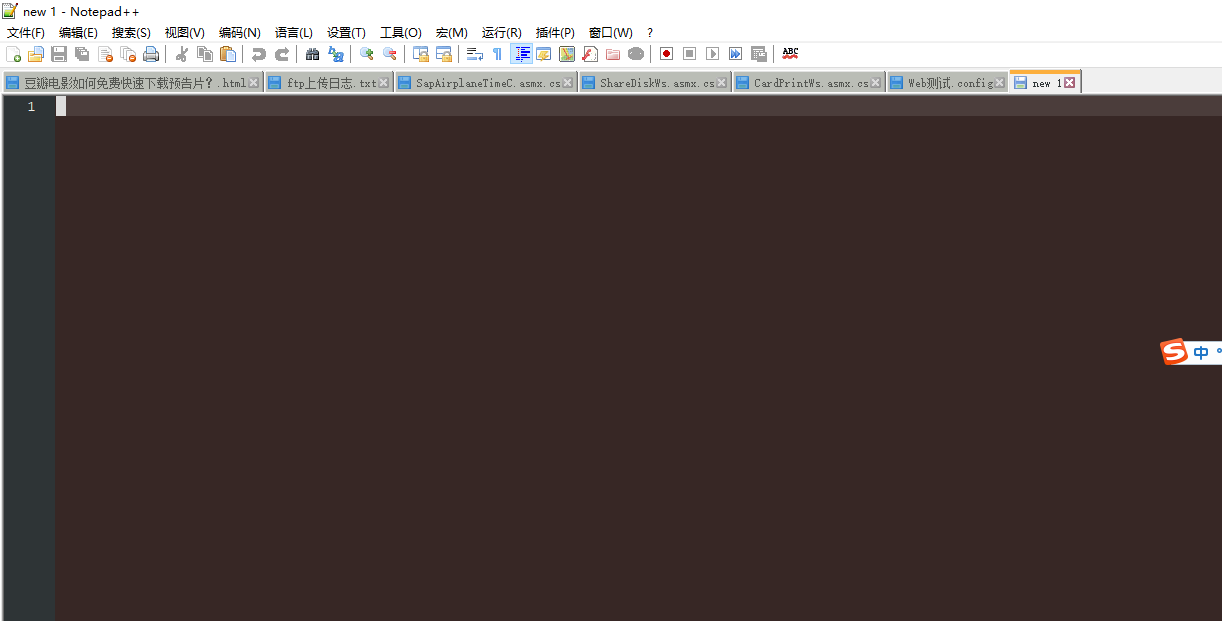 new 1 - Notepad++
文件(F) 编辑(E) 搜索(S) 视图(V) 编码(N) 语言(L) 设置(T) 工具(O) 宏(M) 运行(R) 插件(P) 窗口(W) ?
ABC
豆瓣电影如何免费快速下载预告片？.html ftp上传日志.txt SapAirplaneTimeC.asmx.cs ShareDiskWs.asmx.cs CardPrintWs.asmx.cs Web测试.config new 1
1
S 中